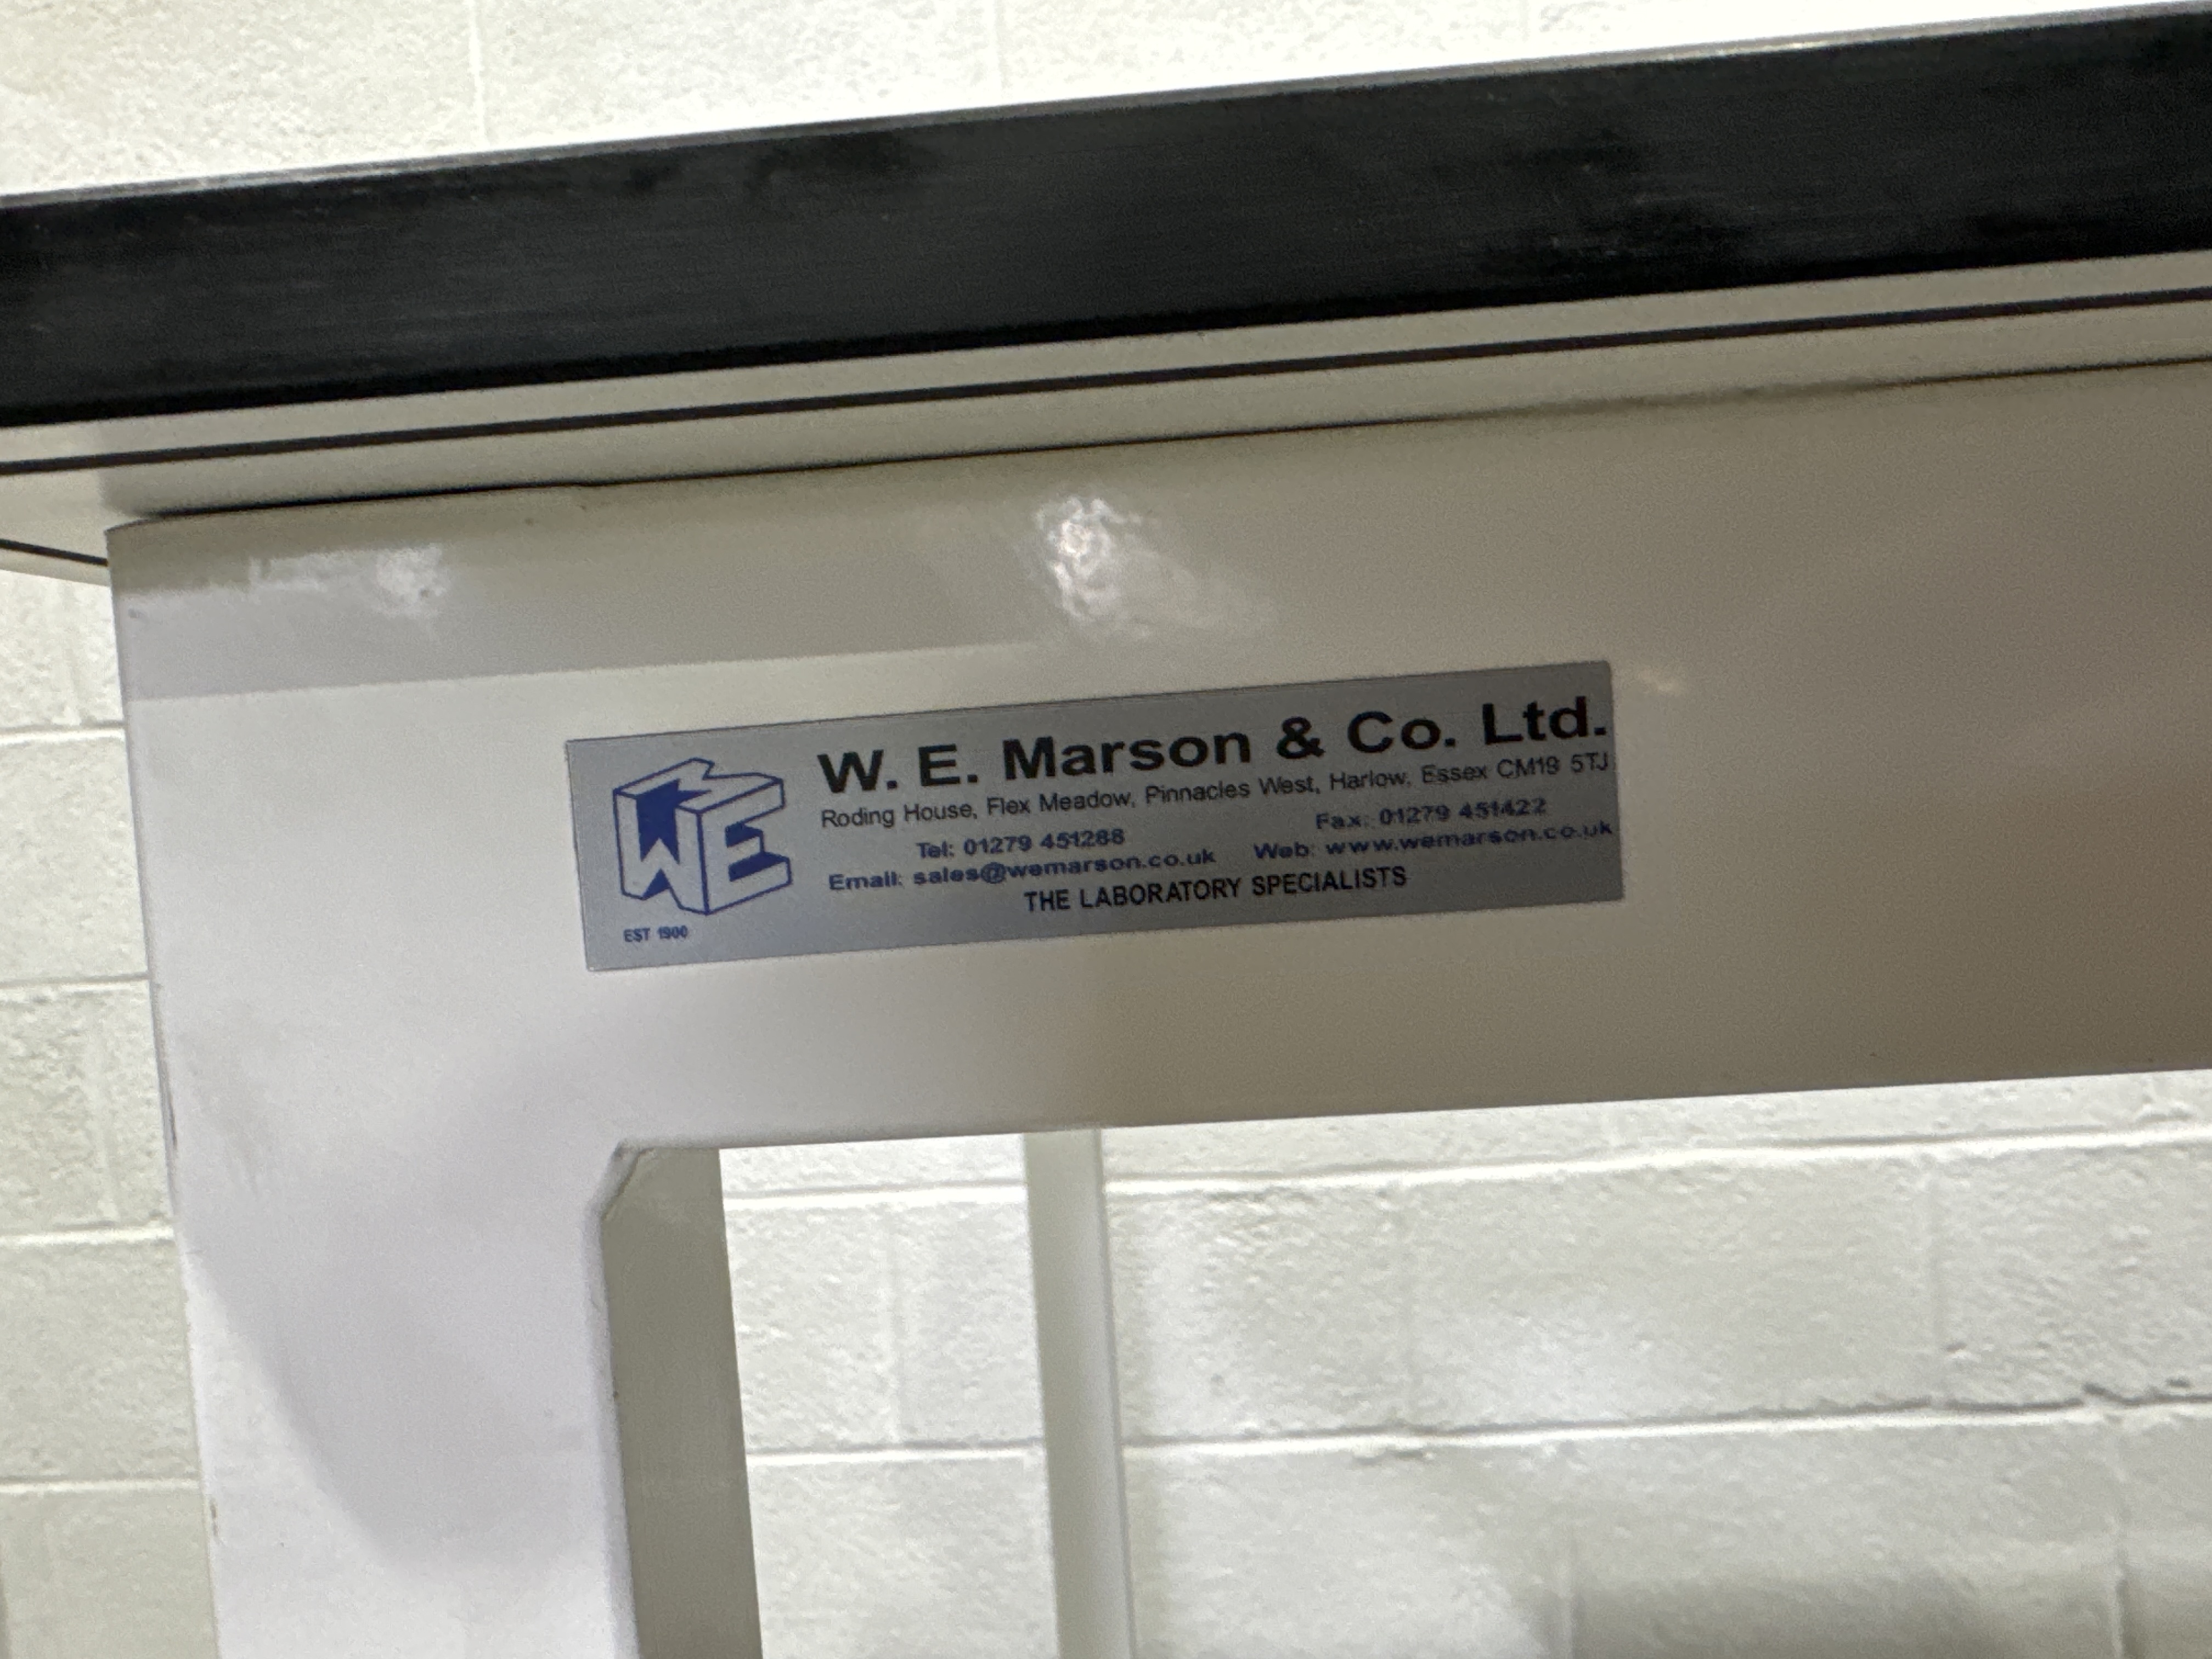 W. E. Marson & Co. Ltd.
Roding House, Flex Meadow, Pinnacles West, Harlow, Essex CM19 5TJ
Tel: 01279 451288 Fax: 01279 451422
Email: sales@wemarson.co.uk Web: www.wemarson.co.uk
THE LABORATORY SPECIALISTS
WE
EST 1900